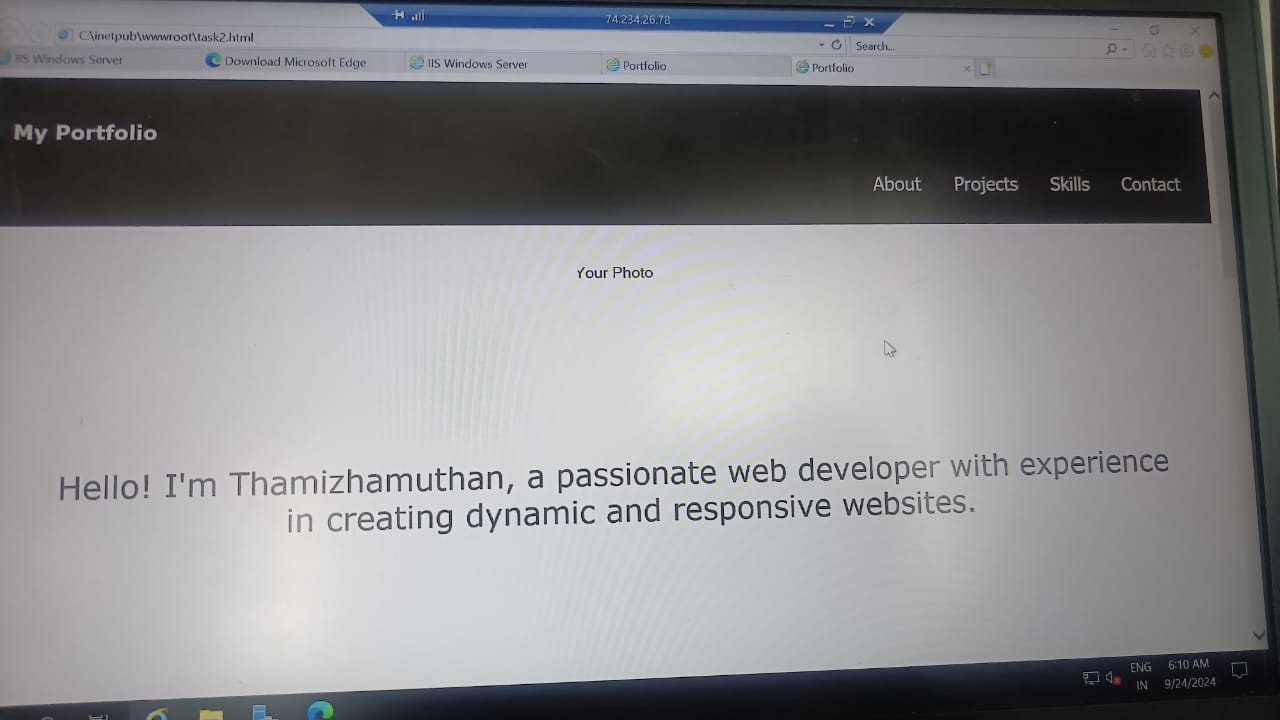 74.234.26.78
C:\inetpub\wwwroot\task2.html
Search...
IIS Windows Server
Download Microsoft Edge
IIS Windows Server
Portfolio
Portfolio
My Portfolio
About Projects Skills Contact
Your Photo
Hello! I'm Thamizhamuthan, a passionate web developer with experience
in creating dynamic and responsive websites.
ENG 6:10 AM
IN 9/24/2024